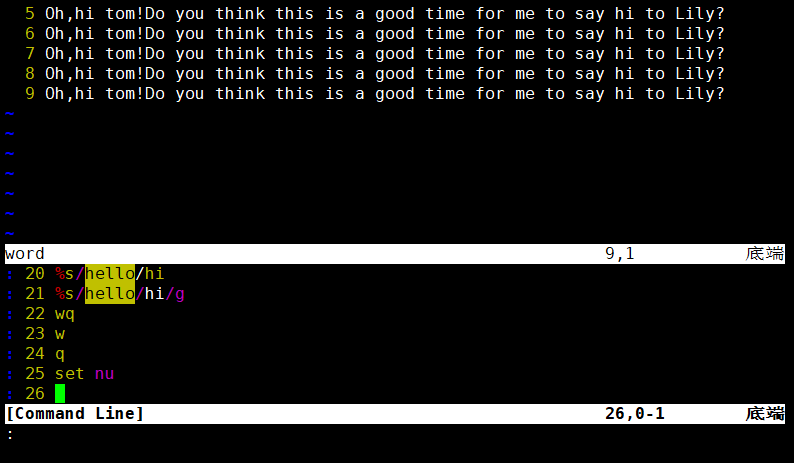 5 Oh,hi tom!Do you think this is a good time for me to say hi to Lily?
6 Oh,hi tom!Do you think this is a good time for me to say hi to Lily?
7 Oh,hi tom!Do you think this is a good time for me to say hi to Lily?
8 Oh,hi tom!Do you think this is a good time for me to say hi to Lily?
9 Oh,hi tom!Do you think this is a good time for me to say hi to Lily?
~
~
~
~
~
~
~
word 9,1 底端
: 20 %s/hello/hi
: 21 %s/hello/hi/g
: 22 wq
: 23 w
: 24 q
: 25 set nu
: 26
[Command Line] 26,0-1 底端
: